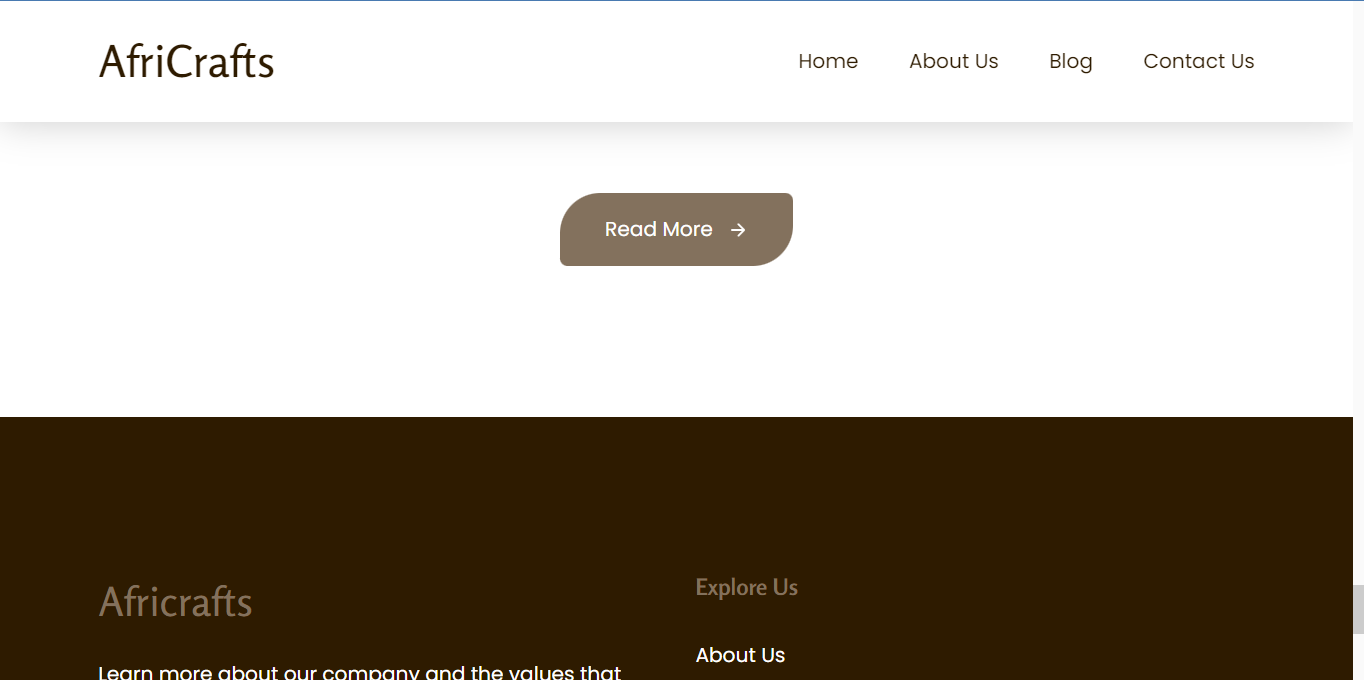 AfriCrafts
Home About Us Blog Contact Us
Read More →
Africrafts
Learn more about our company and the values that
Explore Us
About Us